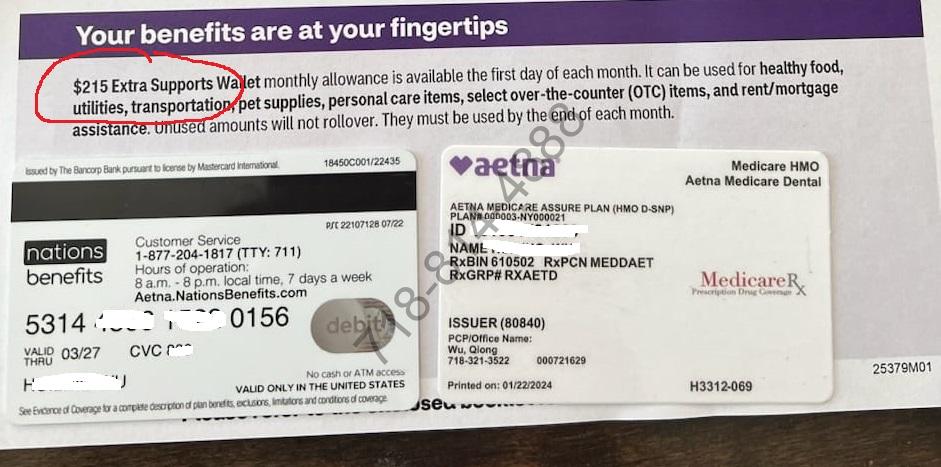 Your benefits are at your fingertips
$215 Extra Supports Wallet monthly allowance is available the first day of each month. It can be used for healthy food,
utilities, transportation, pet supplies, personal care items, select over-the-counter (OTC) items, and rent/mortgage
assistance. Unused amounts will not rollover. They must be used by the end of each month.
Issued by The Bancorp Bank pursuant to license by Mastercard International.
18450C001/22435
P/C 22107128 07/22
nations
benefits
Customer Service
1-877-204-1817 (TTY: 711)
Hours of operation:
8 a.m. - 8 p.m. local time, 7 days a week
Aetna.NationsBenefits.com
5314 0156
debit
VALID
THRU 03/27 CVC
No cash or ATM access
VALID ONLY IN THE UNITED STATES
See Evidence of Coverage for a complete description of plan benefits, exclusions, limitations and conditions of coverage.
aetna
Medicare HMO
Aetna Medicare Dental
AETNA MEDICARE ASSURE PLAN (HMO D-SNP)
PLAN# 000003-NY000021
ID
NAME
RxBIN 610502 RxPCN MEDDAET
RxGRP# RXAETD
MedicareRx
Prescription Drug Coverage
ISSUER (80840)
PCP/Office Name:
Wu, Qiong
718-321-3522 000721629
Printed on: 01/22/2024
H3312-069
25379M01